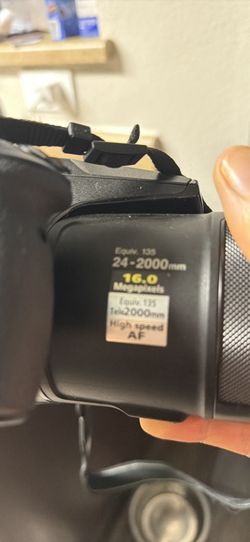 Equiv. 135
24-2000mm
16.0
Megapixels
Equiv. 135
Tele2000mm
High speed
AF